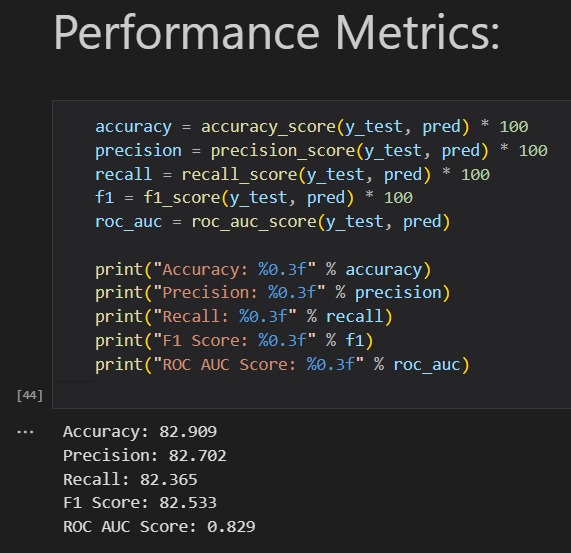 Performance Metrics:
accuracy = accuracy_score(y_test, pred) * 100
precision = precision_score(y_test, pred) * 100
recall = recall_score(y_test, pred) * 100
f1 = f1_score(y_test, pred) * 100
roc_auc = roc_auc_score(y_test, pred)
print("Accuracy: %0.3f" % accuracy)
print("Precision: %0.3f" % precision)
print("Recall: %0.3f" % recall)
print("F1 Score: %0.3f" % f1)
print("ROC AUC Score: %0.3f" % roc_auc)
[44]
... Accuracy: 82.909
Precision: 82.702
Recall: 82.365
F1 Score: 82.533
ROC AUC Score: 0.829